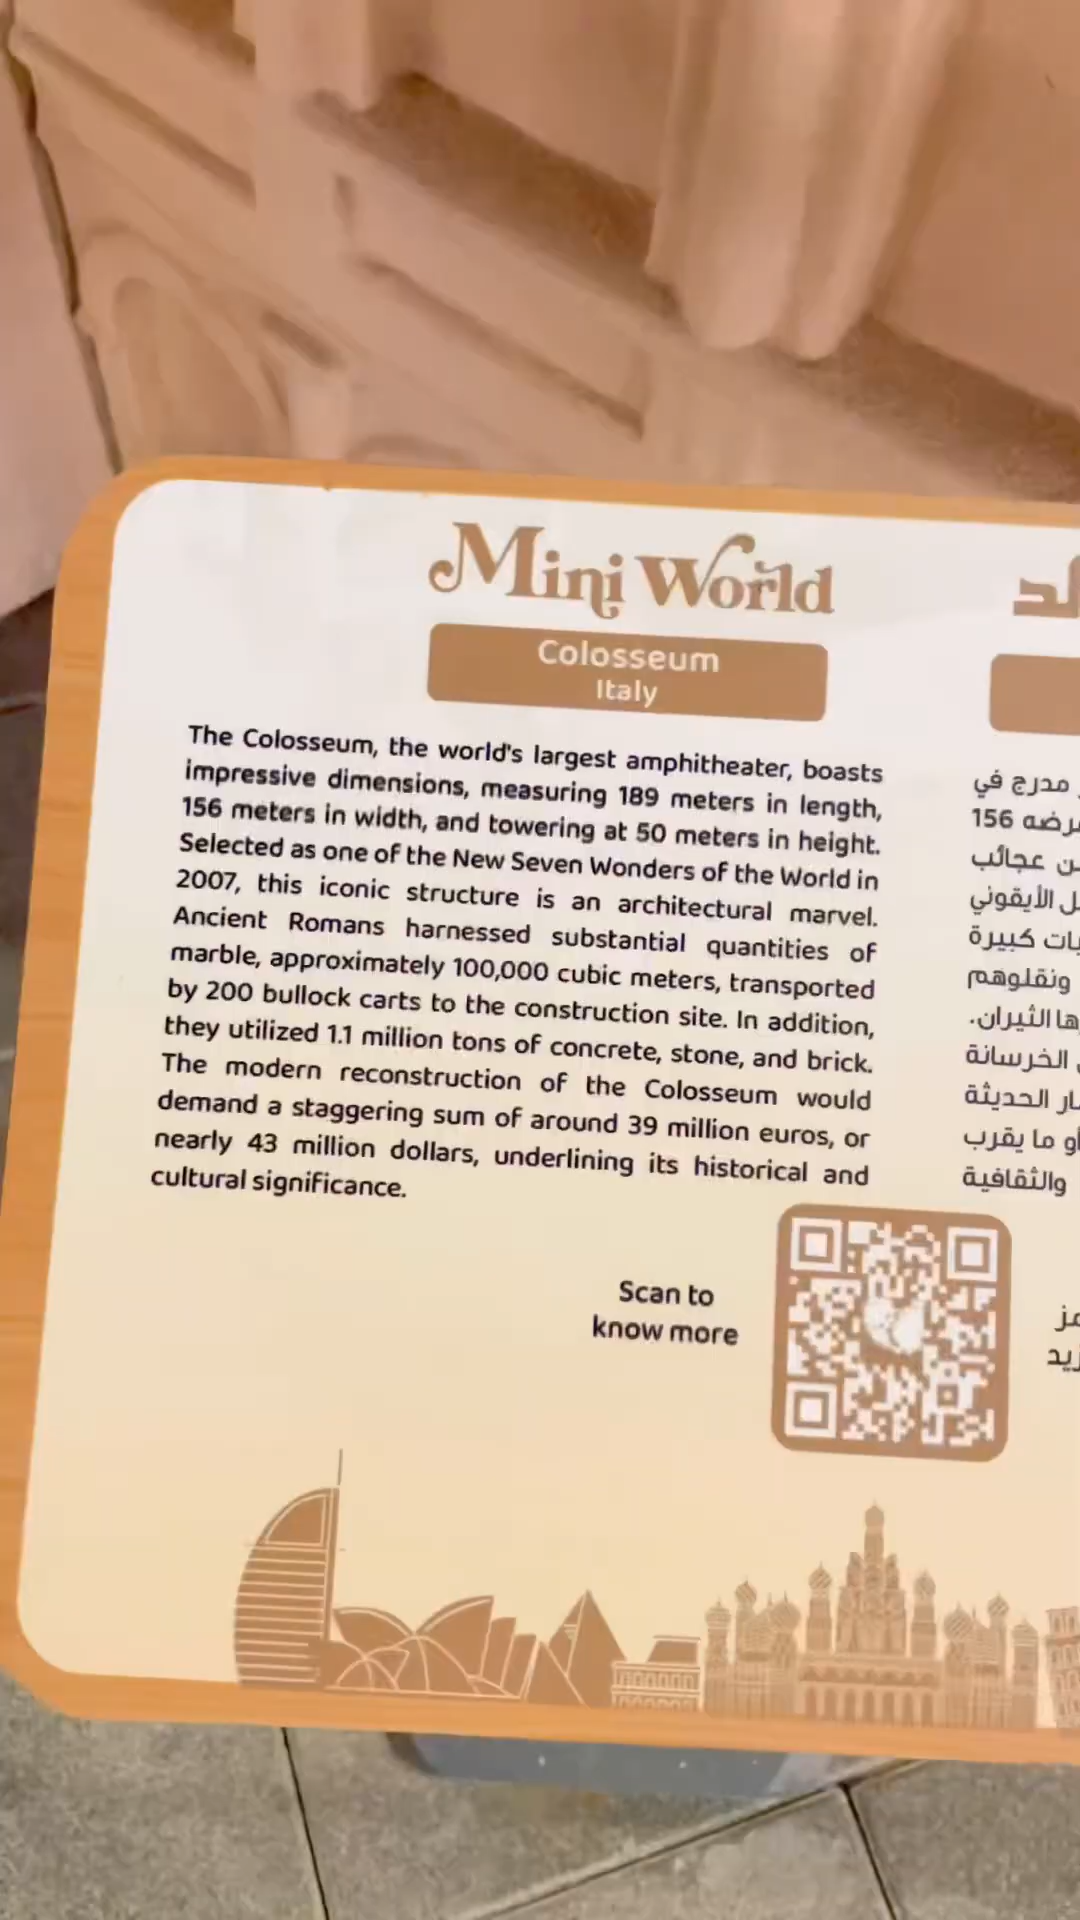 Mini World
Colosseum
Italy
The Colosseum, the world's largest amphitheater, boasts
impressive dimensions, measuring 189 meters in length,
156 meters in width, and towering at 50 meters in height.
Selected as one of the New Seven Wonders of the World in
2007, this iconic structure is an architectural marvel.
Ancient Romans harnessed substantial quantities of
marble, approximately 100,000 cubic meters, transported
by 200 bullock carts to the construction site. In addition,
they utilized 1.1 million tons of concrete, stone, and brick.
The modern reconstruction of the Colosseum would
demand a staggering sum of around 39 million euros, or
nearly 43 million dollars, underlining its historical and
cultural significance.
Scan to
know more
مدرج في
156
عجائب
الأيقوني
كبيرة
ونقلوهم
الثيران.
الخرسانة
الحديثة
أو ما يقرب
والثقافية